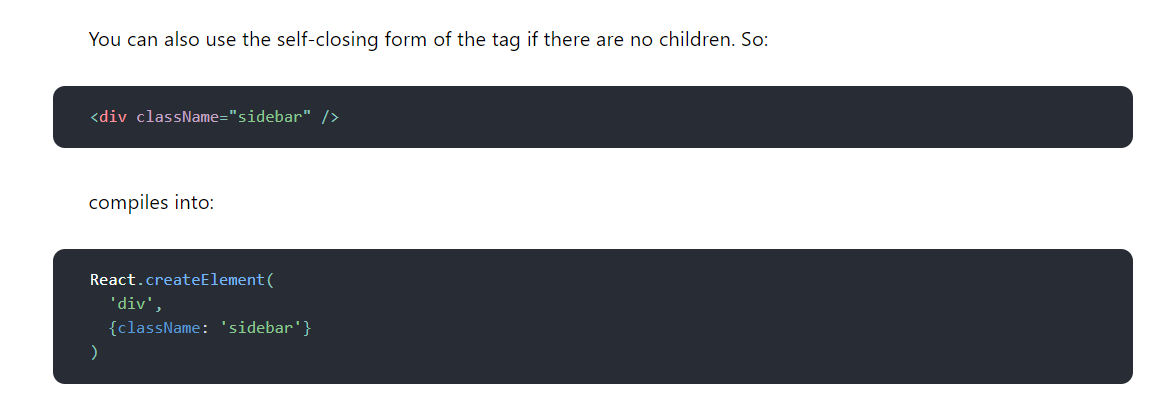 You can also use the self-closing form of the tag if there are no children. So:
<div className="sidebar" />
compiles into:
React.createElement(
  'div',
  {className: 'sidebar'}
)